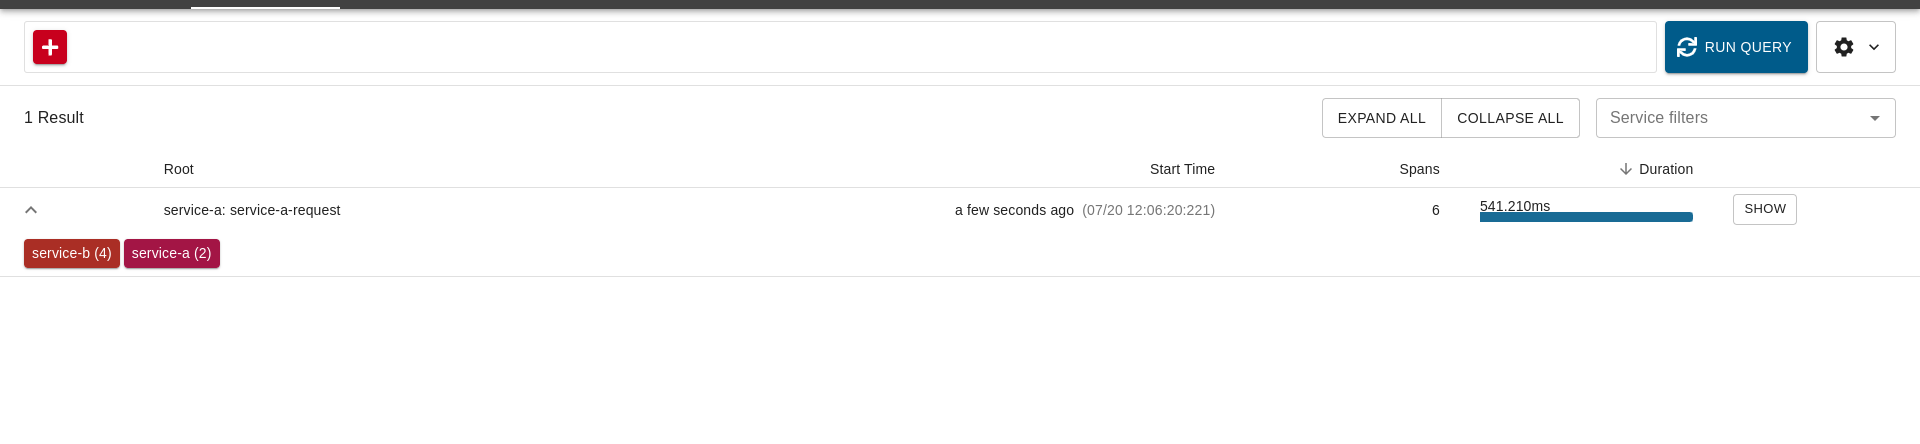 RUN QUERY
1 Result
EXPAND ALL COLLAPSE ALL Service filters
Root Start Time Spans Duration
service-a: service-a-request a few seconds ago (07/20 12:06:20:221) 6 541.210ms SHOW
service-b (4) service-a (2)